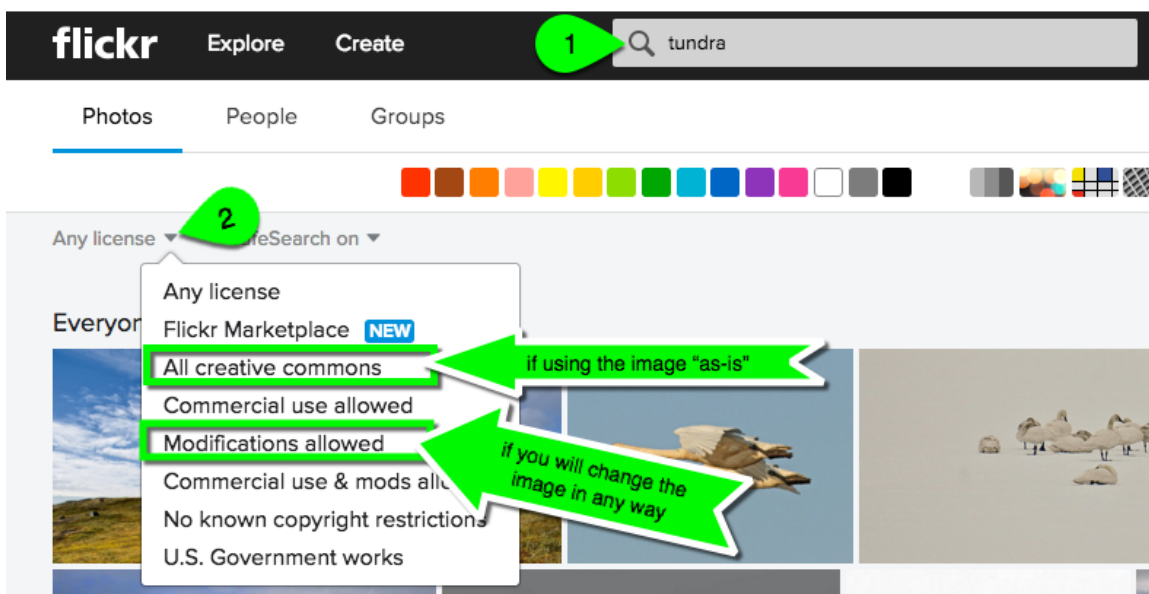 flickr Explore Create 1 tundra
Photos People Groups
2
Any license eSearch on
Any license
Everyor
Flickr Marketplace NEW
All creative commons
if using the image “as-is”
Commercial use allowed
Modifications allowed
if you will change the
image in any way
Commercial use & mods all
No known copyright restrictions
U.S. Government works